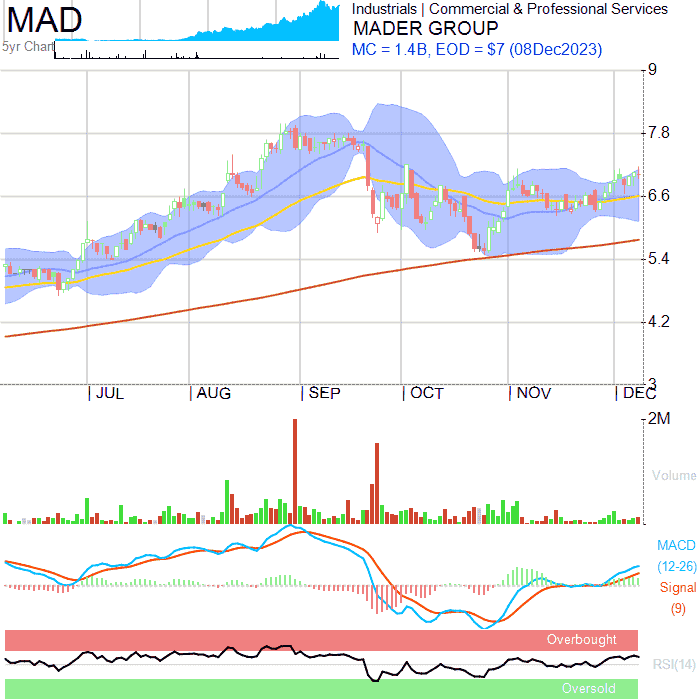 MAD
5yr Chart
Industrials | Commercial & Professional Services
MADER GROUP
MC = 1.4B, EOD = $7 (08Dec2023)
9
7.8
6.6
5.4
4.2
3
JUL AUG SEP OCT NOV DEC
2M
Volume
MACD
(12-26)
Signal
(9)
Overbought
RSI(14)
Oversold